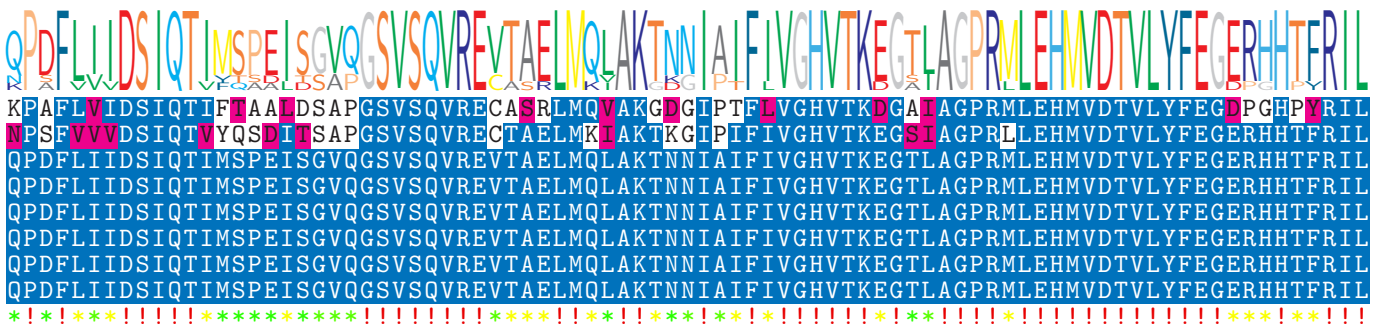 QPDFLIIDSIQTIMSPEISGVQGSVSQVREVTAELMQLAKTNNIAIFIVGHVTKEGTLAGPRMLEHMVDTVLYFEGERHHTFRIL
KPAFLVIDSIQTIFTAALDSAPGSVSQVRECASRLMQVAKGDGIPTFLVGHVTKDGAIAGPRMLEHMVDTVLYFEGDPGHPYRIL
NPSFVVVDSIQTVYQSDITSAPGSVSQVRECTAELMKIAKTKGIPIFIVGHVTKEGSIAGPRLLEHMVDTVLYFEGERHHTFRIL
QPDFLIIDSIQTIMSPEISGVQGSVSQVREVTAELMQLAKTNNIAIFIVGHVTKEGTLAGPRMLEHMVDTVLYFEGERHHTFRIL
QPDFLIIDSIQTIMSPEISGVQGSVSQVREVTAELMQLAKTNNIAIFIVGHVTKEGTLAGPRMLEHMVDTVLYFEGERHHTFRIL
QPDFLIIDSIQTIMSPEISGVQGSVSQVREVTAELMQLAKTNNIAIFIVGHVTKEGTLAGPRMLEHMVDTVLYFEGERHHTFRIL
QPDFLIIDSIQTIMSPEISGVQGSVSQVREVTAELMQLAKTNNIAIFIVGHVTKEGTLAGPRMLEHMVDTVLYFEGERHHTFRIL
QPDFLIIDSIQTIMSPEISGVQGSVSQVREVTAELMQLAKTNNIAIFIVGHVTKEGTLAGPRMLEHMVDTVLYFEGERHHTFRIL
QPDFLIIDSIQTIMSPEISGVQGSVSQVREVTAELMQLAKTNNIAIFIVGHVTKEGTLAGPRMLEHMVDTVLYFEGERHHTFRIL
*!*!***!!!!!**********!!!!!!!!****!!**!!***!**!*!!!!!!*!**!!!!*!!!!!!!!!!!!!***!**!!!